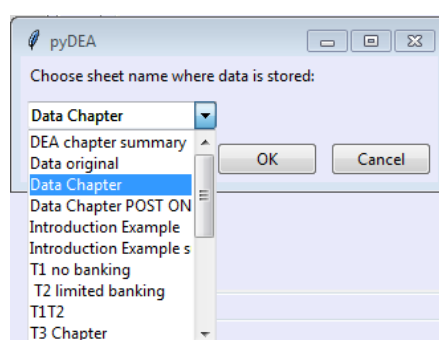 pyDEA
Choose sheet name where data is stored:
Data Chapter
DEA chapter summary
Data original
Data Chapter
Data Chapter POST ON
Introduction Example
Introduction Example s
T1 no banking
T2 limited banking
T1T2
T3 Chapter
OK
Cancel